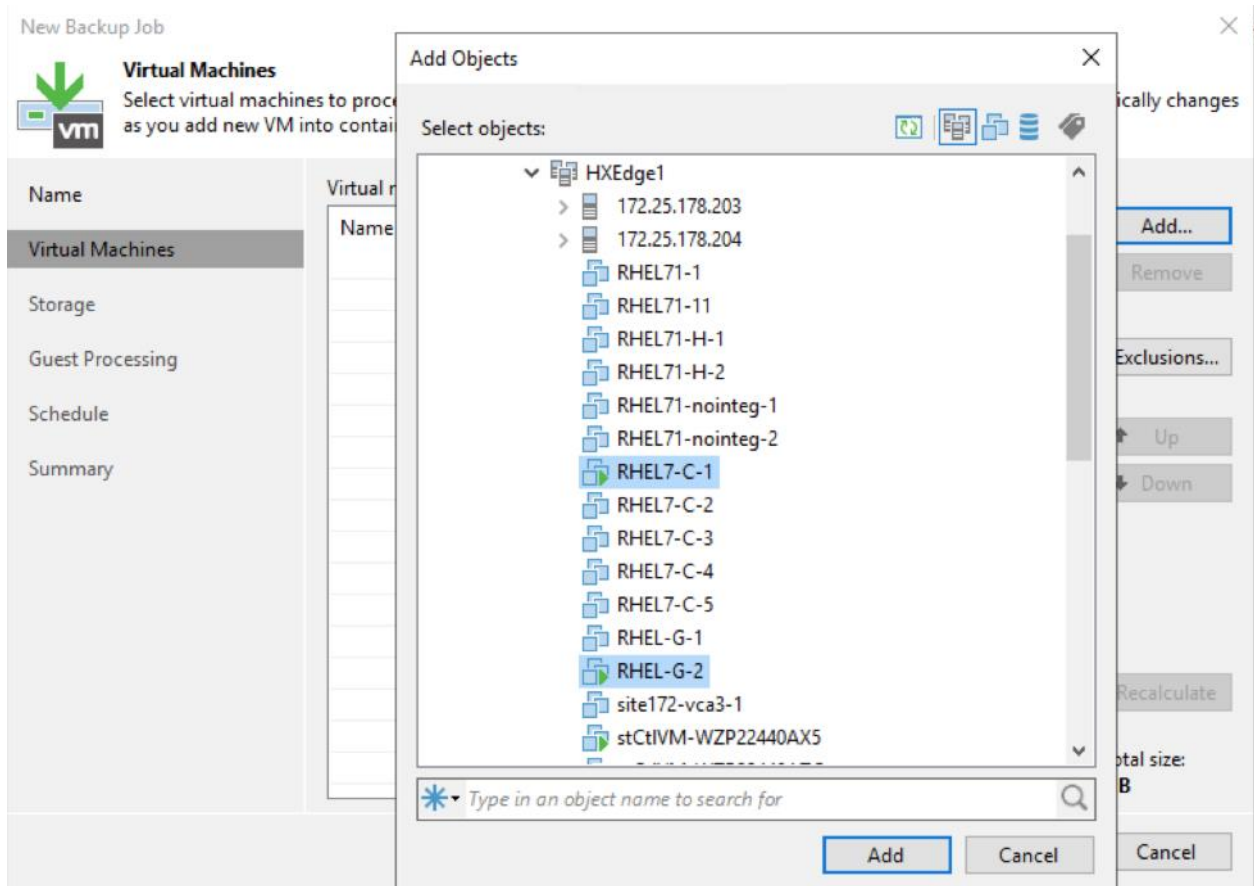 New Backup Job
Virtual Machines
Select virtual machines to proce
ically changes
as you add new VM into contai
vm
Name
Virtual Machines
Storage
Guest Processing
Schedule
Summary
Virtual r
Name
Add Objects
Select objects:
HXEdge1
172.25.178.203
172.25.178.204
RHEL71-1
RHEL71-11
RHEL71-H-1
RHEL71-H-2
RHEL71-nointeg-1
RHEL71-nointeg-2
RHEL7-C-1
RHEL7-C-2
RHEL7-C-3
RHEL7-C-4
RHEL7-C-5
RHEL-G-1
RHEL-G-2
site172-vca3-1
stCtlVM-WZP22440AX5
Type in an object name to search for
Add
Cancel
Add...
Remove
Exclusions...
Up
Down
Recalculate
otal size:
B
Cancel